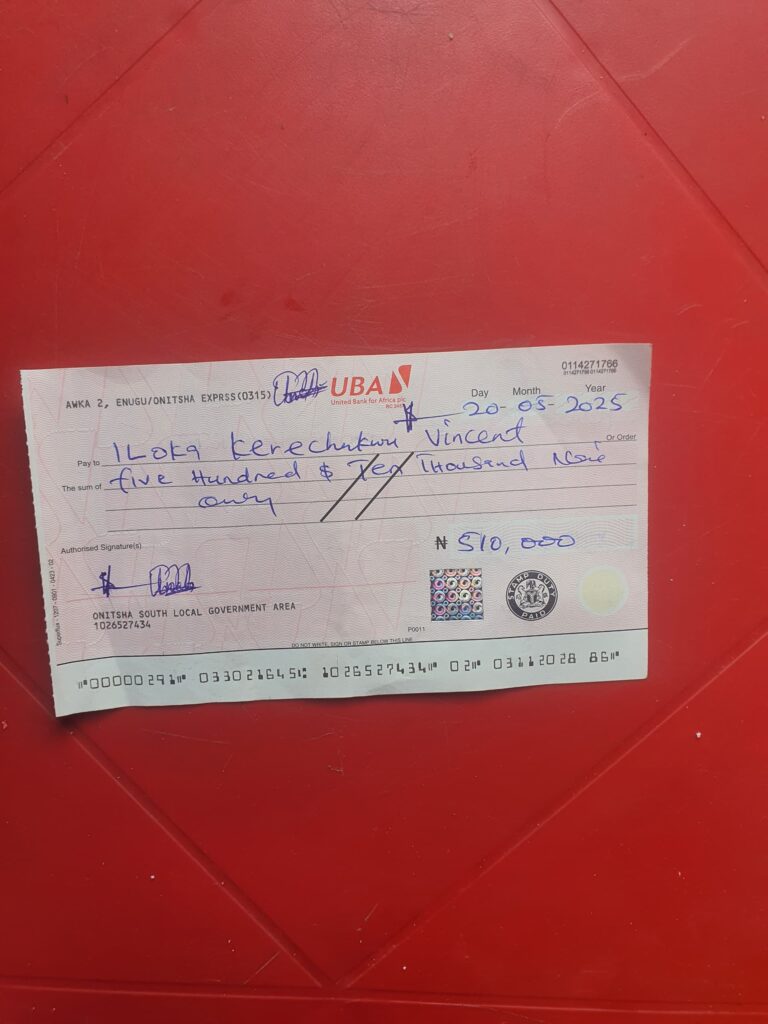 0114271766
0114271766 0114271766
AWKA 2, ENUGU/ONITSHA EXPRSS(0315)
UBA
United Bank for Africa plc
Day Month Year
20-05-2025
Pay to Iloka Kerechukwu Vincent Or Order
The sum of five Hundred $ Ten Thousand
only
Authorised Signature(s)
₦ 510,000
STAMP DUTY PAID
ONITSHA SOUTH LOCAL GOVERNMENT AREA
1026527434
P0011
DO NOT WRITE, SIGN OR STAMP BELOW THIS LINE
⑈00000291⑈ 033021645⑆ 1026527434⑈ 02⑈ 03112028 86⑈